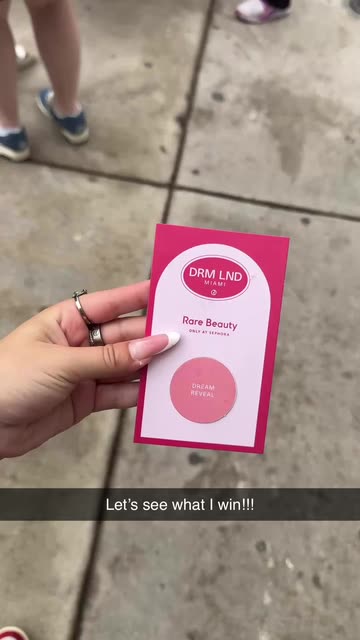 DRM LND
MIAMI
Rare Beauty
ONLY AT SEPHORA
DREAM
REVEAL
Let's see what I win!!!